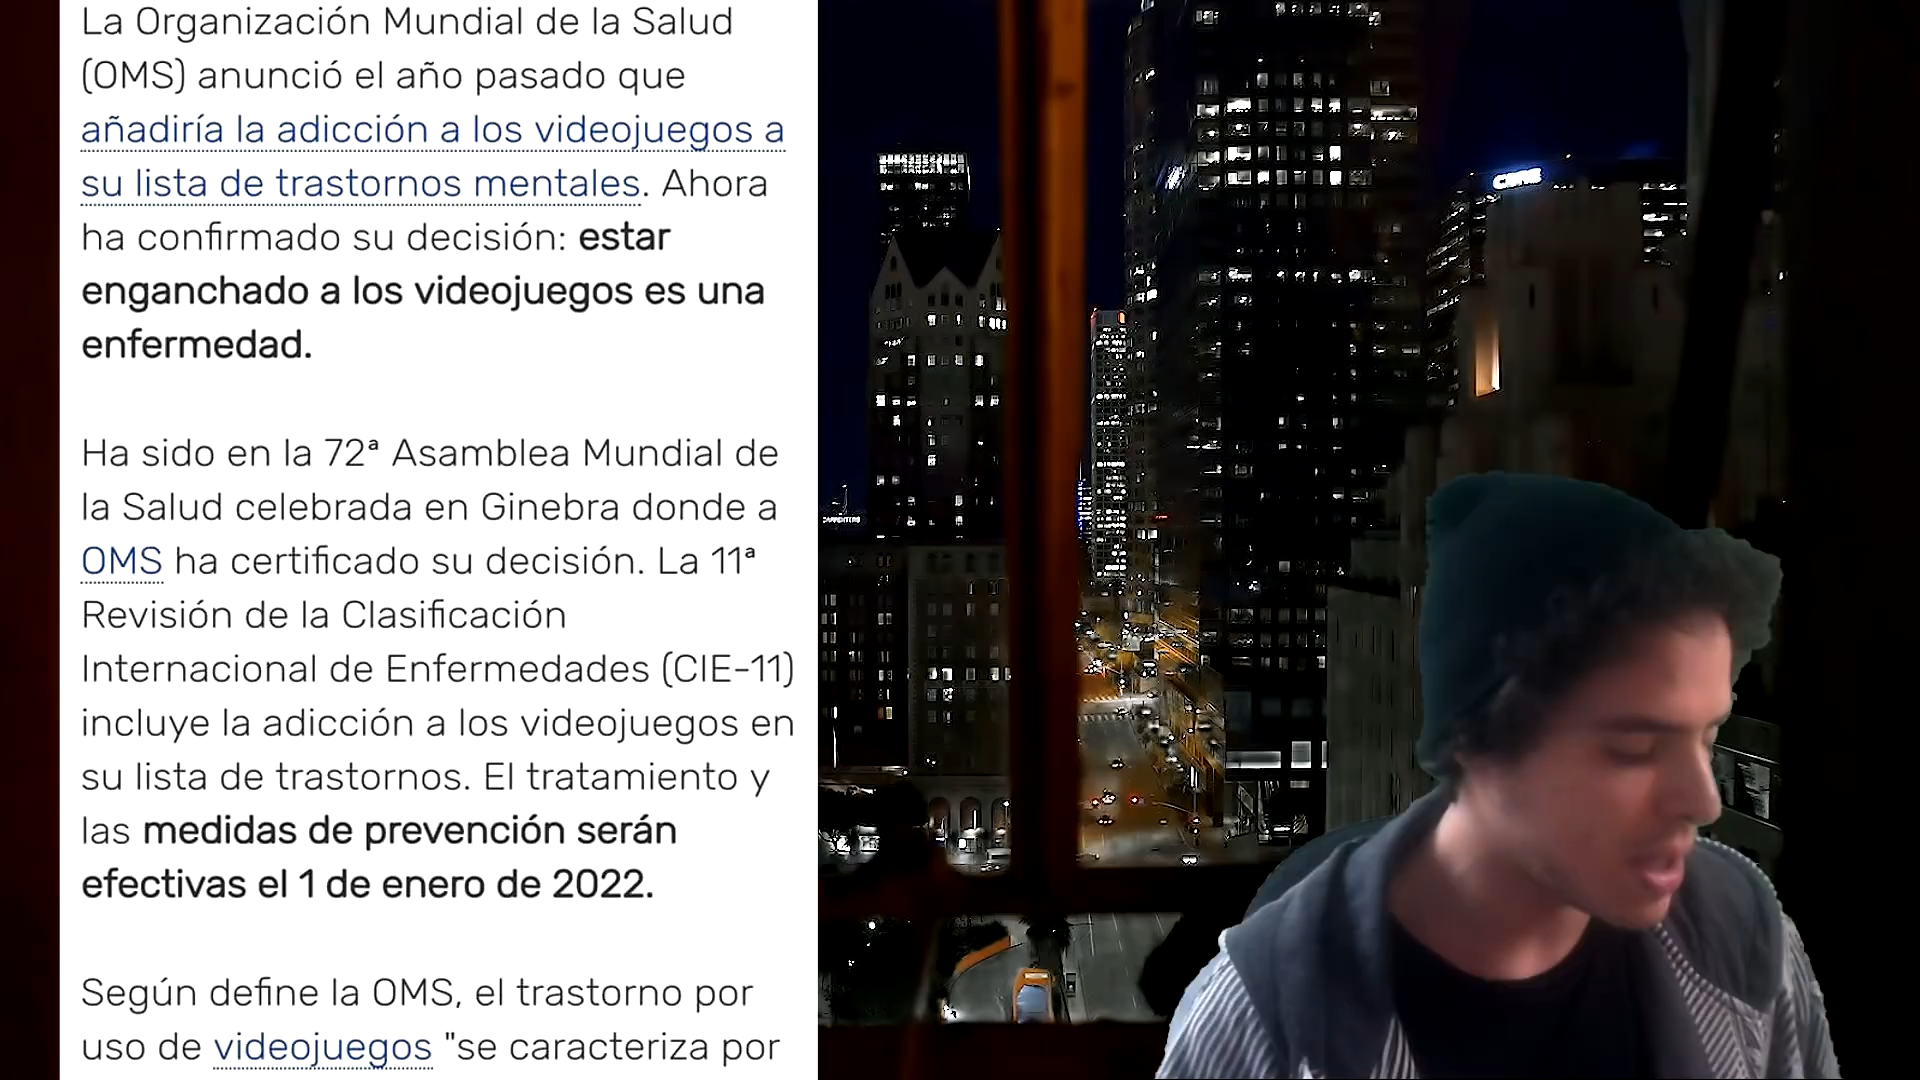 La Organización Mundial de la Salud
(OMS) anunció el año pasado que
añadiría la adicción a los videojuegos a
su lista de trastornos mentales. Ahora
ha confirmado su decisión: estar
enganchado a los videojuegos es una
enfermedad.
Ha sido en la 72ª Asamblea Mundial de
la Salud celebrada en Ginebra donde a
OMS ha certificado su decisión. La 11ª
Revisión de la Clasificación
Internacional de Enfermedades (CIE-11)
incluye la adicción a los videojuegos en
su lista de trastornos. El tratamiento y
las medidas de prevención serán
efectivas el 1 de enero de 2022.
Según define la OMS, el trastorno por
uso de videojuegos "se caracteriza por